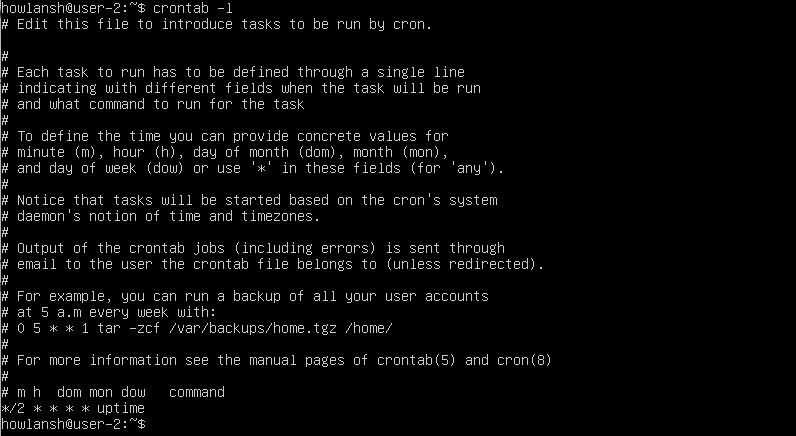 howlansh@user-2:~$ crontab -l
# Edit this file to introduce tasks to be run by cron.
#
# Each task to run has to be defined through a single line
# indicating with different fields when the task will be run
# and what command to run for the task
#
# To define the time you can provide concrete values for
# minute (m), hour (h), day of month (dom), month (mon),
# and day of week (dow) or use '*' in these fields (for 'any').
#
# Notice that tasks will be started based on the cron's system
# daemon's notion of time and timezones.
#
# Output of the crontab jobs (including errors) is sent through
# email to the user the crontab file belongs to (unless redirected).
#
# For example, you can run a backup of all your user accounts
# at 5 a.m every week with:
# 0 5 * * 1 tar -zcf /var/backups/home.tgz /home/
#
# For more information see the manual pages of crontab(5) and cron(8)
#
# m h  dom mon dow   command
*/2 * * * * uptime
howlansh@user-2:~$